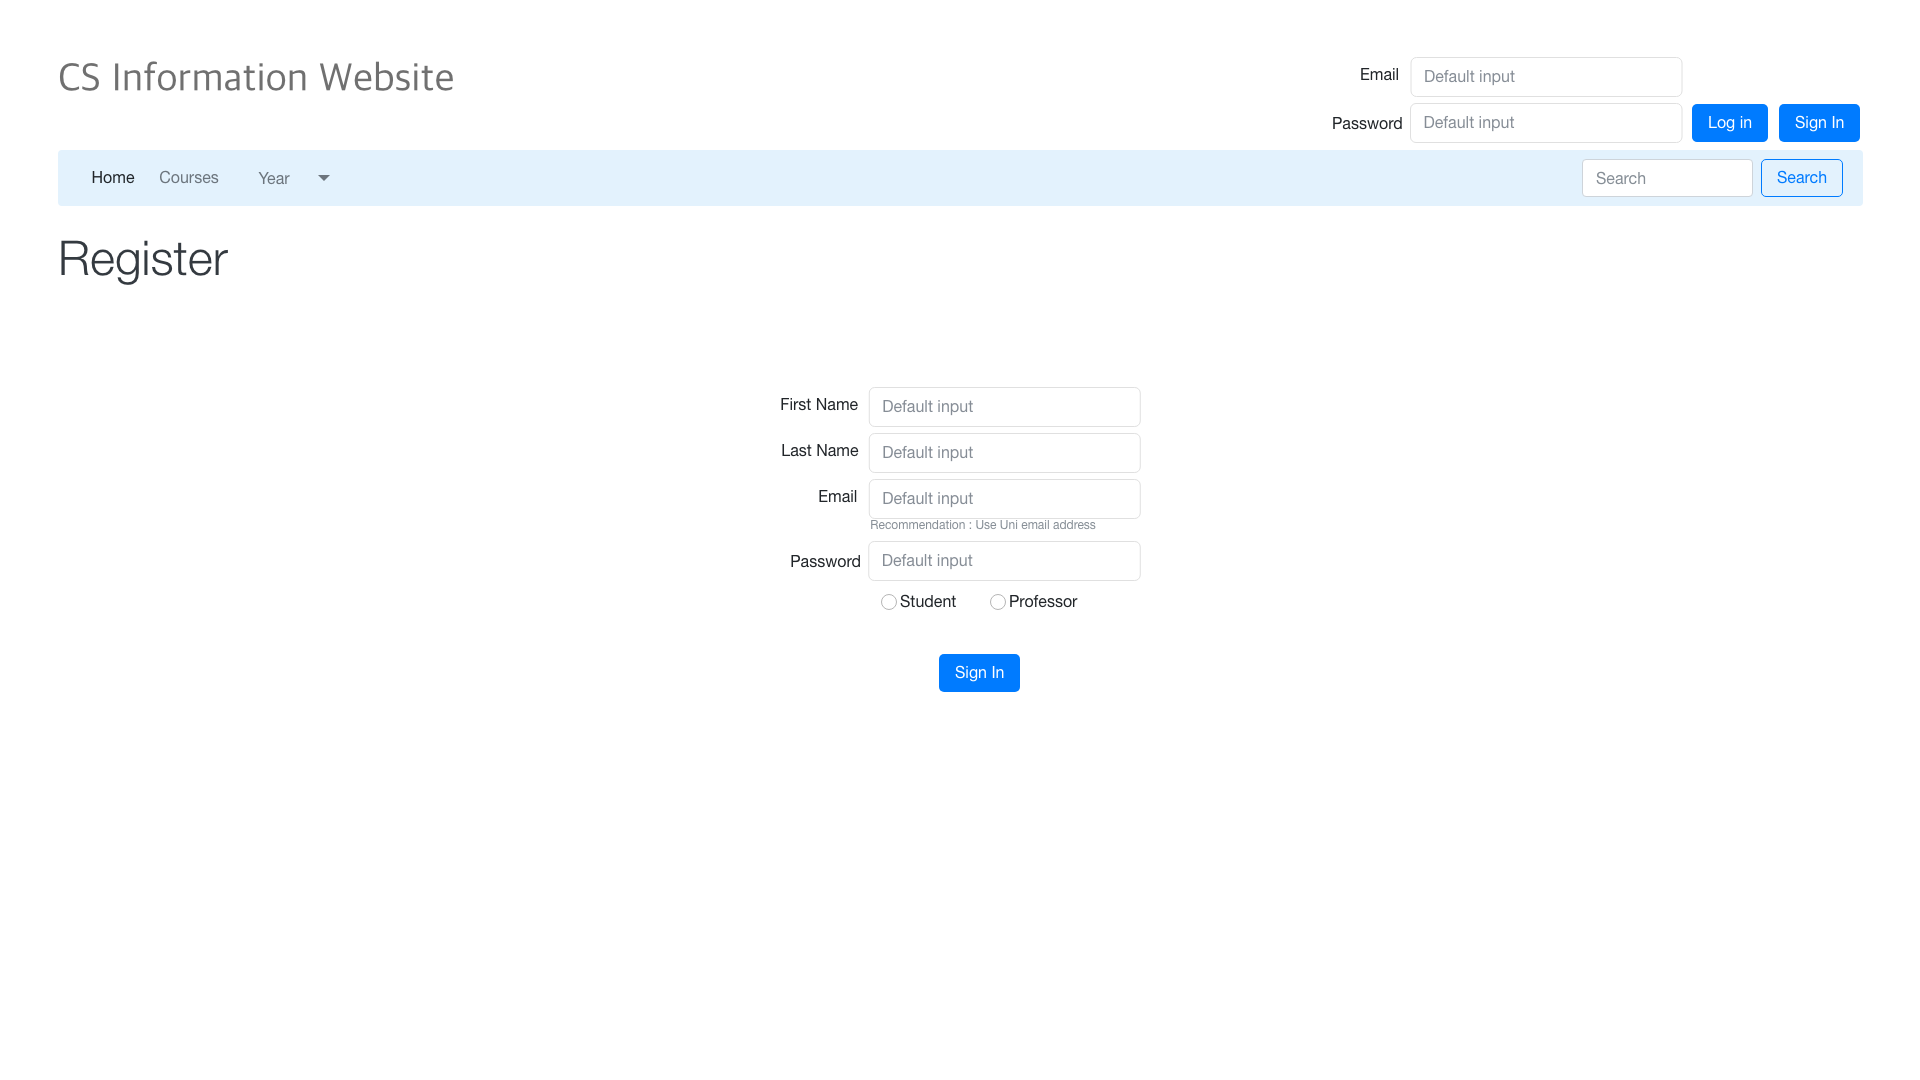 CS Information Website
Email Default input
Password Default input Log in Sign In
Home Courses Year Search Search
Register
First Name Default input
Last Name Default input
Email Default input
Recommendation : Use Uni email address
Password Default input
Student Professor
Sign In